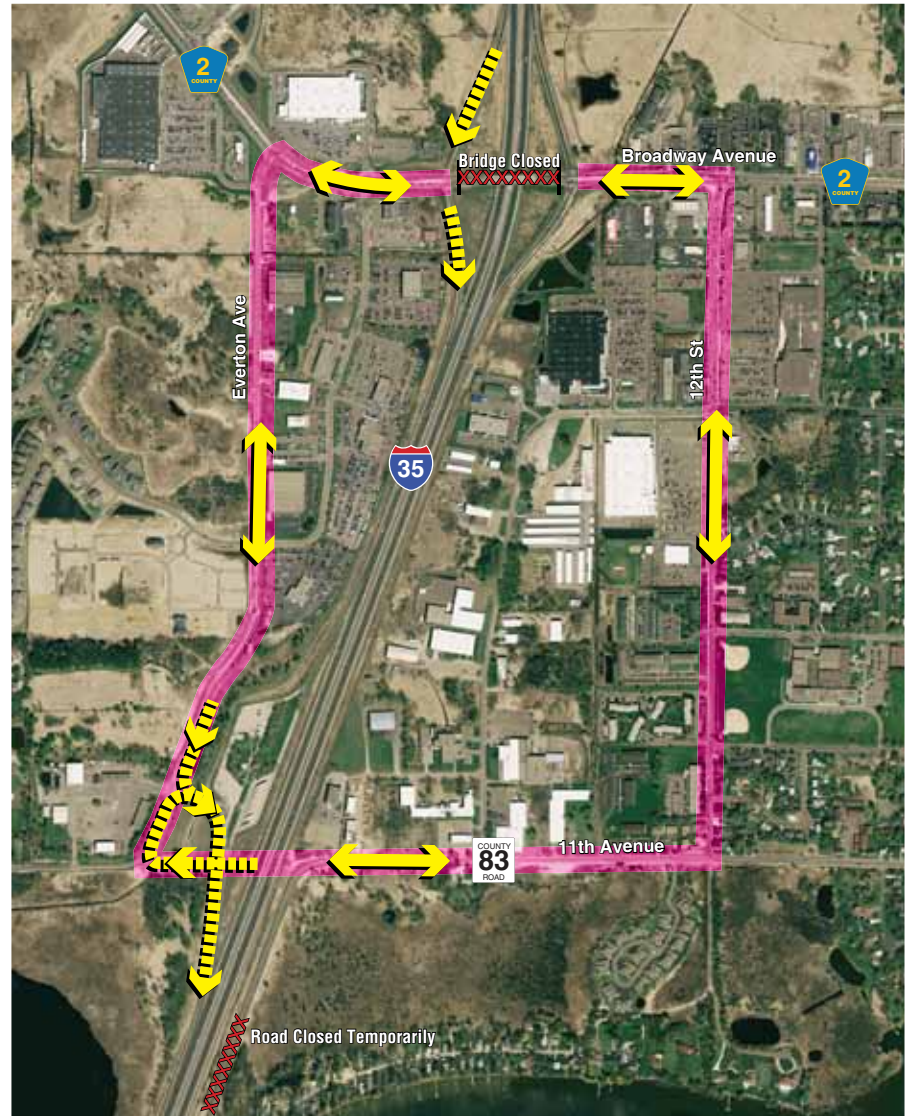 2
COUNTY
Bridge Closed
Broadway Avenue
2
COUNTY
Everton Ave
12th St
35
COUNTY
83
ROAD
11th Avenue
Road Closed Temporarily